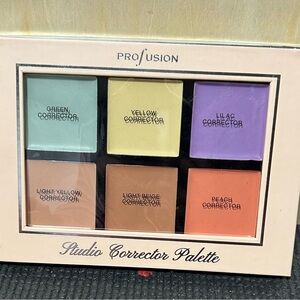 PROFUSION
GREEN
CORRECTOR
YELLOW
CORRECTOR
LILAC
CORRECTOR
LIGHT YELLOW
CORRECTOR
LIGHT BEIGE
CORRECTOR
PEACH
CORRECTOR
Studio Corrector Palette